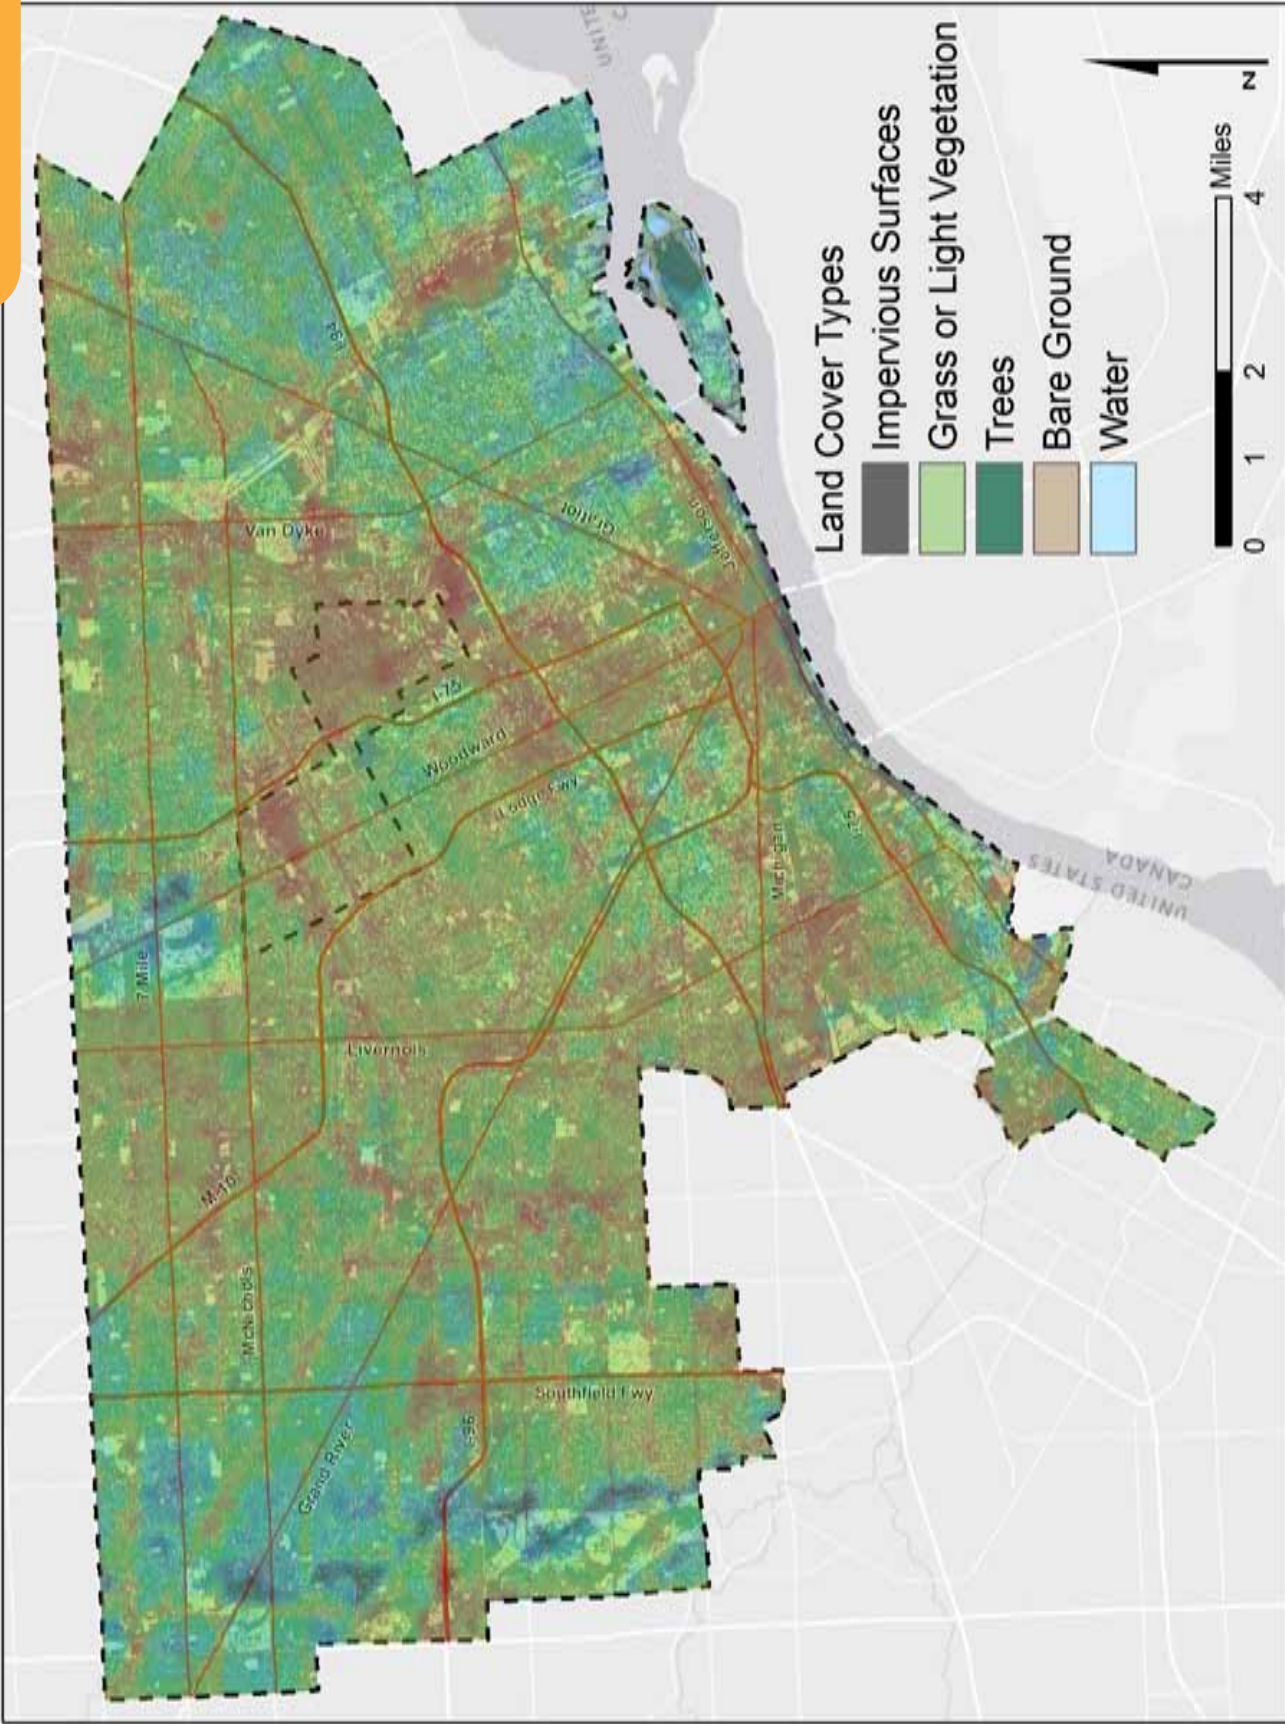 UNITE
C
7 Mile
McNichols
M-10
Livernois
Van Dyke
I-94
Gratiot
Jefferson
I-75
Woodward
Lodge Fwy
Michigan
I-75
Grand River
I-96
Southfield Fwy
UNITED STATES
CANADA
Land Cover Types
Impervious Surfaces
Grass or Light Vegetation
Trees
Bare Ground
Water
0 1 2 4 Miles
N